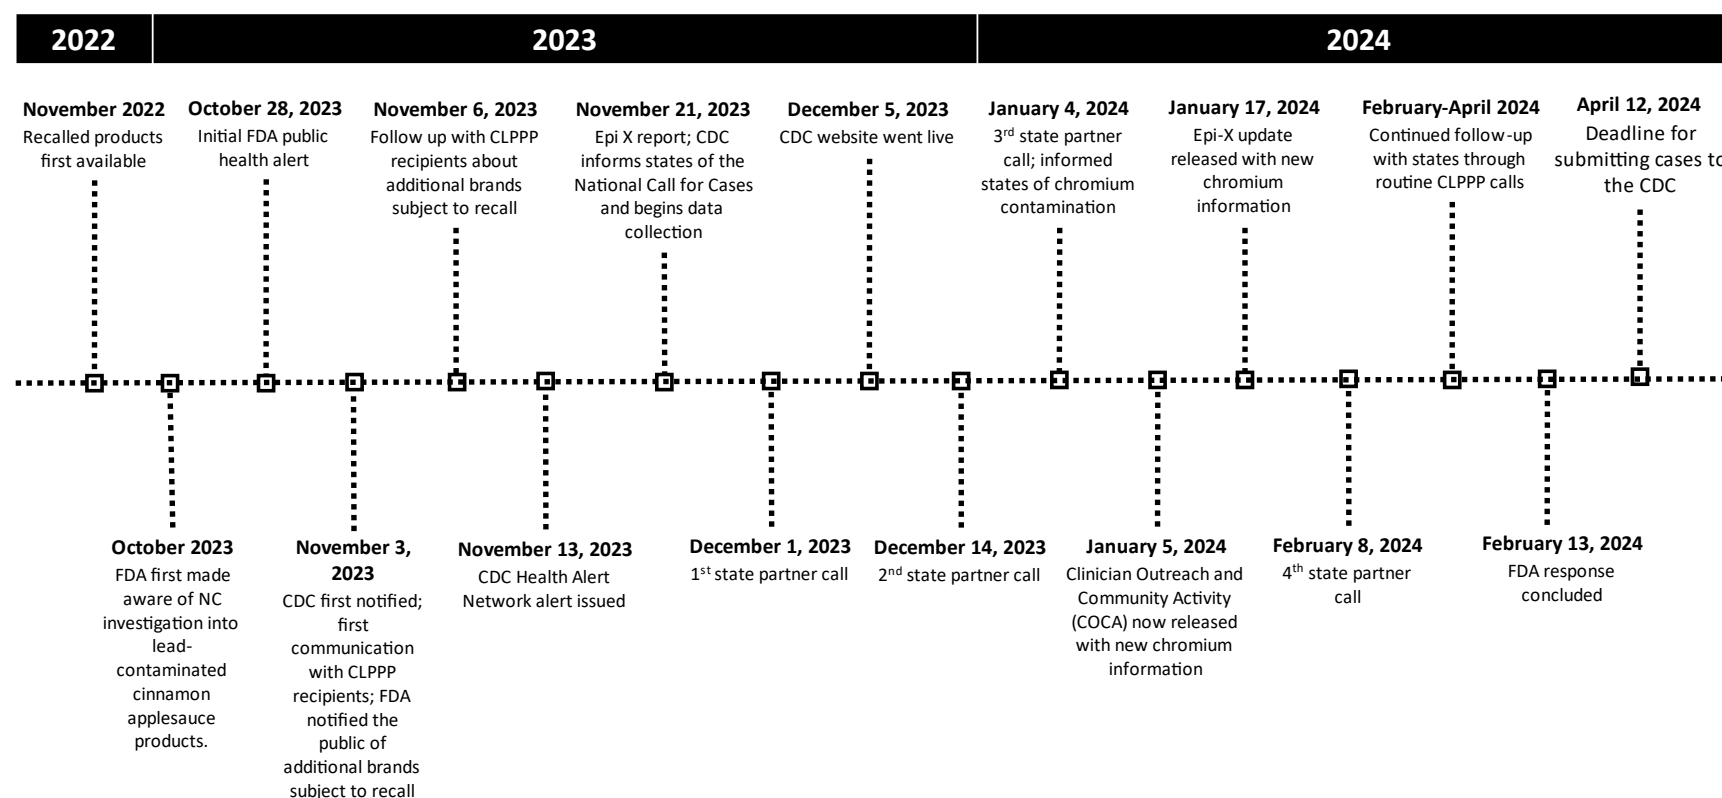 2022
2023
2024
November 2022
Recalled products
first available
October 28, 2023
Initial FDA public
health alert
November 6, 2023
Follow up with CLPPP
recipients about
additional brands
subject to recall
November 21, 2023
Epi X report; CDC
informs states of the
National Call for Cases
and begins data
collection
December 5, 2023
CDC website went live
January 4, 2024
3rd state partner
call; informed
states of chromium
contamination
January 17, 2024
Epi-X update
released with new
chromium
information
February-April 2024
Continued follow-up
with states through
routine CLPPP calls
April 12, 2024
Deadline for
submitting cases to
the CDC
October 2023
FDA first made
aware of NC
investigation into
lead-
contaminated
cinnamon
applesauce
products.
November 3,
2023
CDC first notified;
first
communication
with CLPPP
recipients; FDA
notified the
public of
additional brands
subject to recall
November 13, 2023
CDC Health Alert
Network alert issued
December 1, 2023
1st state partner call
December 14, 2023
2nd state partner call
January 5, 2024
Clinician Outreach and
Community Activity
(COCA) now released
with new chromium
information
February 8, 2024
4th state partner
call
February 13, 2024
FDA response
concluded